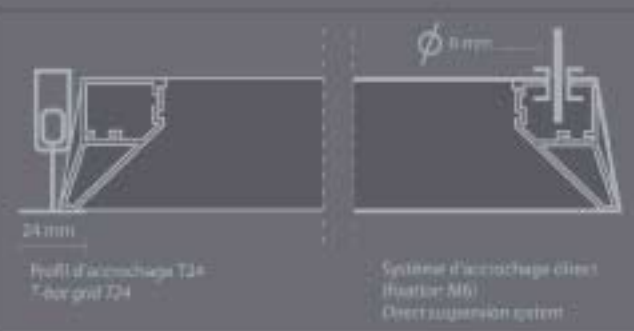 Ø 6 mm
24 mm
Profil d'accrochage T24
T-bar grid T24
Système d'accrochage direct
(fixation M6)
Direct suspension system